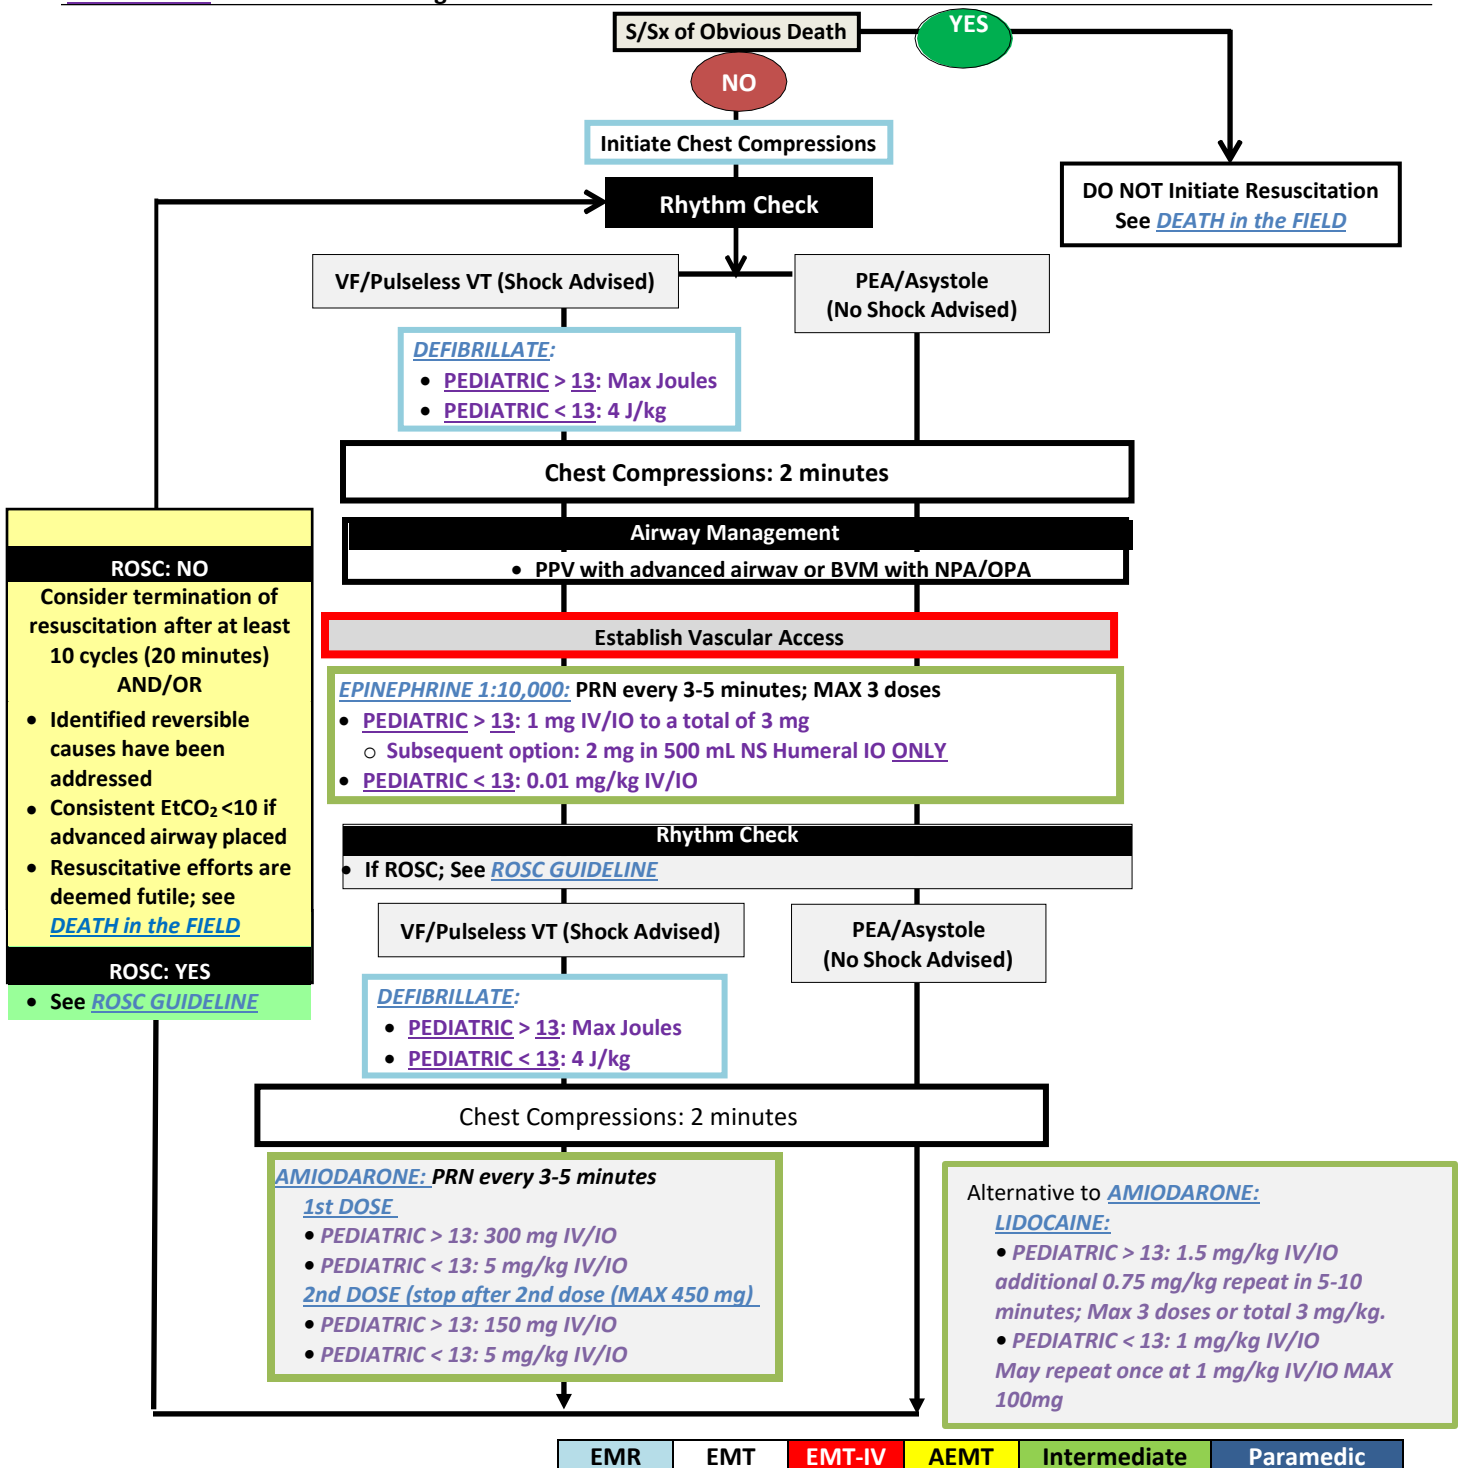 S/Sx of Obvious Death
YES
NO
Initiate Chest Compressions
Rhythm Check
DO NOT Initiate Resuscitation
See DEATH in the FIELD
VF/Pulseless VT (Shock Advised)
PEA/Asystole
(No Shock Advised)
DEFIBRILLATE:
• PEDIATRIC > 13: Max Joules
• PEDIATRIC < 13: 4 J/kg
Chest Compressions: 2 minutes
Airway Management
• PPV with advanced airway or BVM with NPA/OPA
Establish Vascular Access
EPINEPHRINE 1:10,000: PRN every 3-5 minutes; MAX 3 doses
• PEDIATRIC > 13: 1 mg IV/IO to a total of 3 mg
o Subsequent option: 2 mg in 500 mL NS Humeral IO ONLY
• PEDIATRIC < 13: 0.01 mg/kg IV/IO
Rhythm Check
• If ROSC; See ROSC GUIDELINE
VF/Pulseless VT (Shock Advised)
PEA/Asystole
(No Shock Advised)
DEFIBRILLATE:
• PEDIATRIC > 13: Max Joules
• PEDIATRIC < 13: 4 J/kg
Chest Compressions: 2 minutes
AMIODARONE: PRN every 3-5 minutes
1st DOSE
• PEDIATRIC > 13: 300 mg IV/IO
• PEDIATRIC < 13: 5 mg/kg IV/IO
2nd DOSE (stop after 2nd dose (MAX 450 mg)
• PEDIATRIC > 13: 150 mg IV/IO
• PEDIATRIC < 13: 5 mg/kg IV/IO
Alternative to AMIODARONE:
LIDOCAINE:
• PEDIATRIC > 13: 1.5 mg/kg IV/IO
additional 0.75 mg/kg repeat in 5-10
minutes; Max 3 doses or total 3 mg/kg.
• PEDIATRIC < 13: 1 mg/kg IV/IO
May repeat once at 1 mg/kg IV/IO MAX
100mg
ROSC: NO
Consider termination of
resuscitation after at least
10 cycles (20 minutes)
AND/OR
• Identified reversible
causes have been
addressed
• Consistent EtCO₂ <10 if
advanced airway placed
• Resuscitative efforts are
deemed futile; see
DEATH in the FIELD
ROSC: YES
• See ROSC GUIDELINE
EMR EMT EMT-IV AEMT Intermediate Paramedic